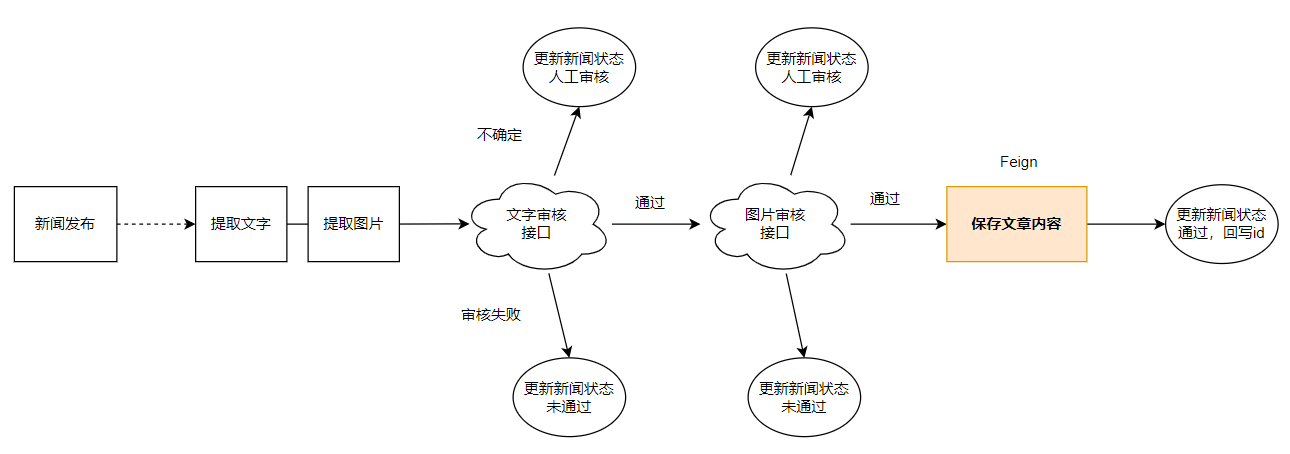 更新新闻状态
人工审核
更新新闻状态
人工审核
不确定
Feign
新闻发布
提取文字
提取图片
文字审核
接口
通过
图片审核
接口
通过
保存文章内容
更新新闻状态
通过，回写id
审核失败
更新新闻状态
未通过
更新新闻状态
未通过